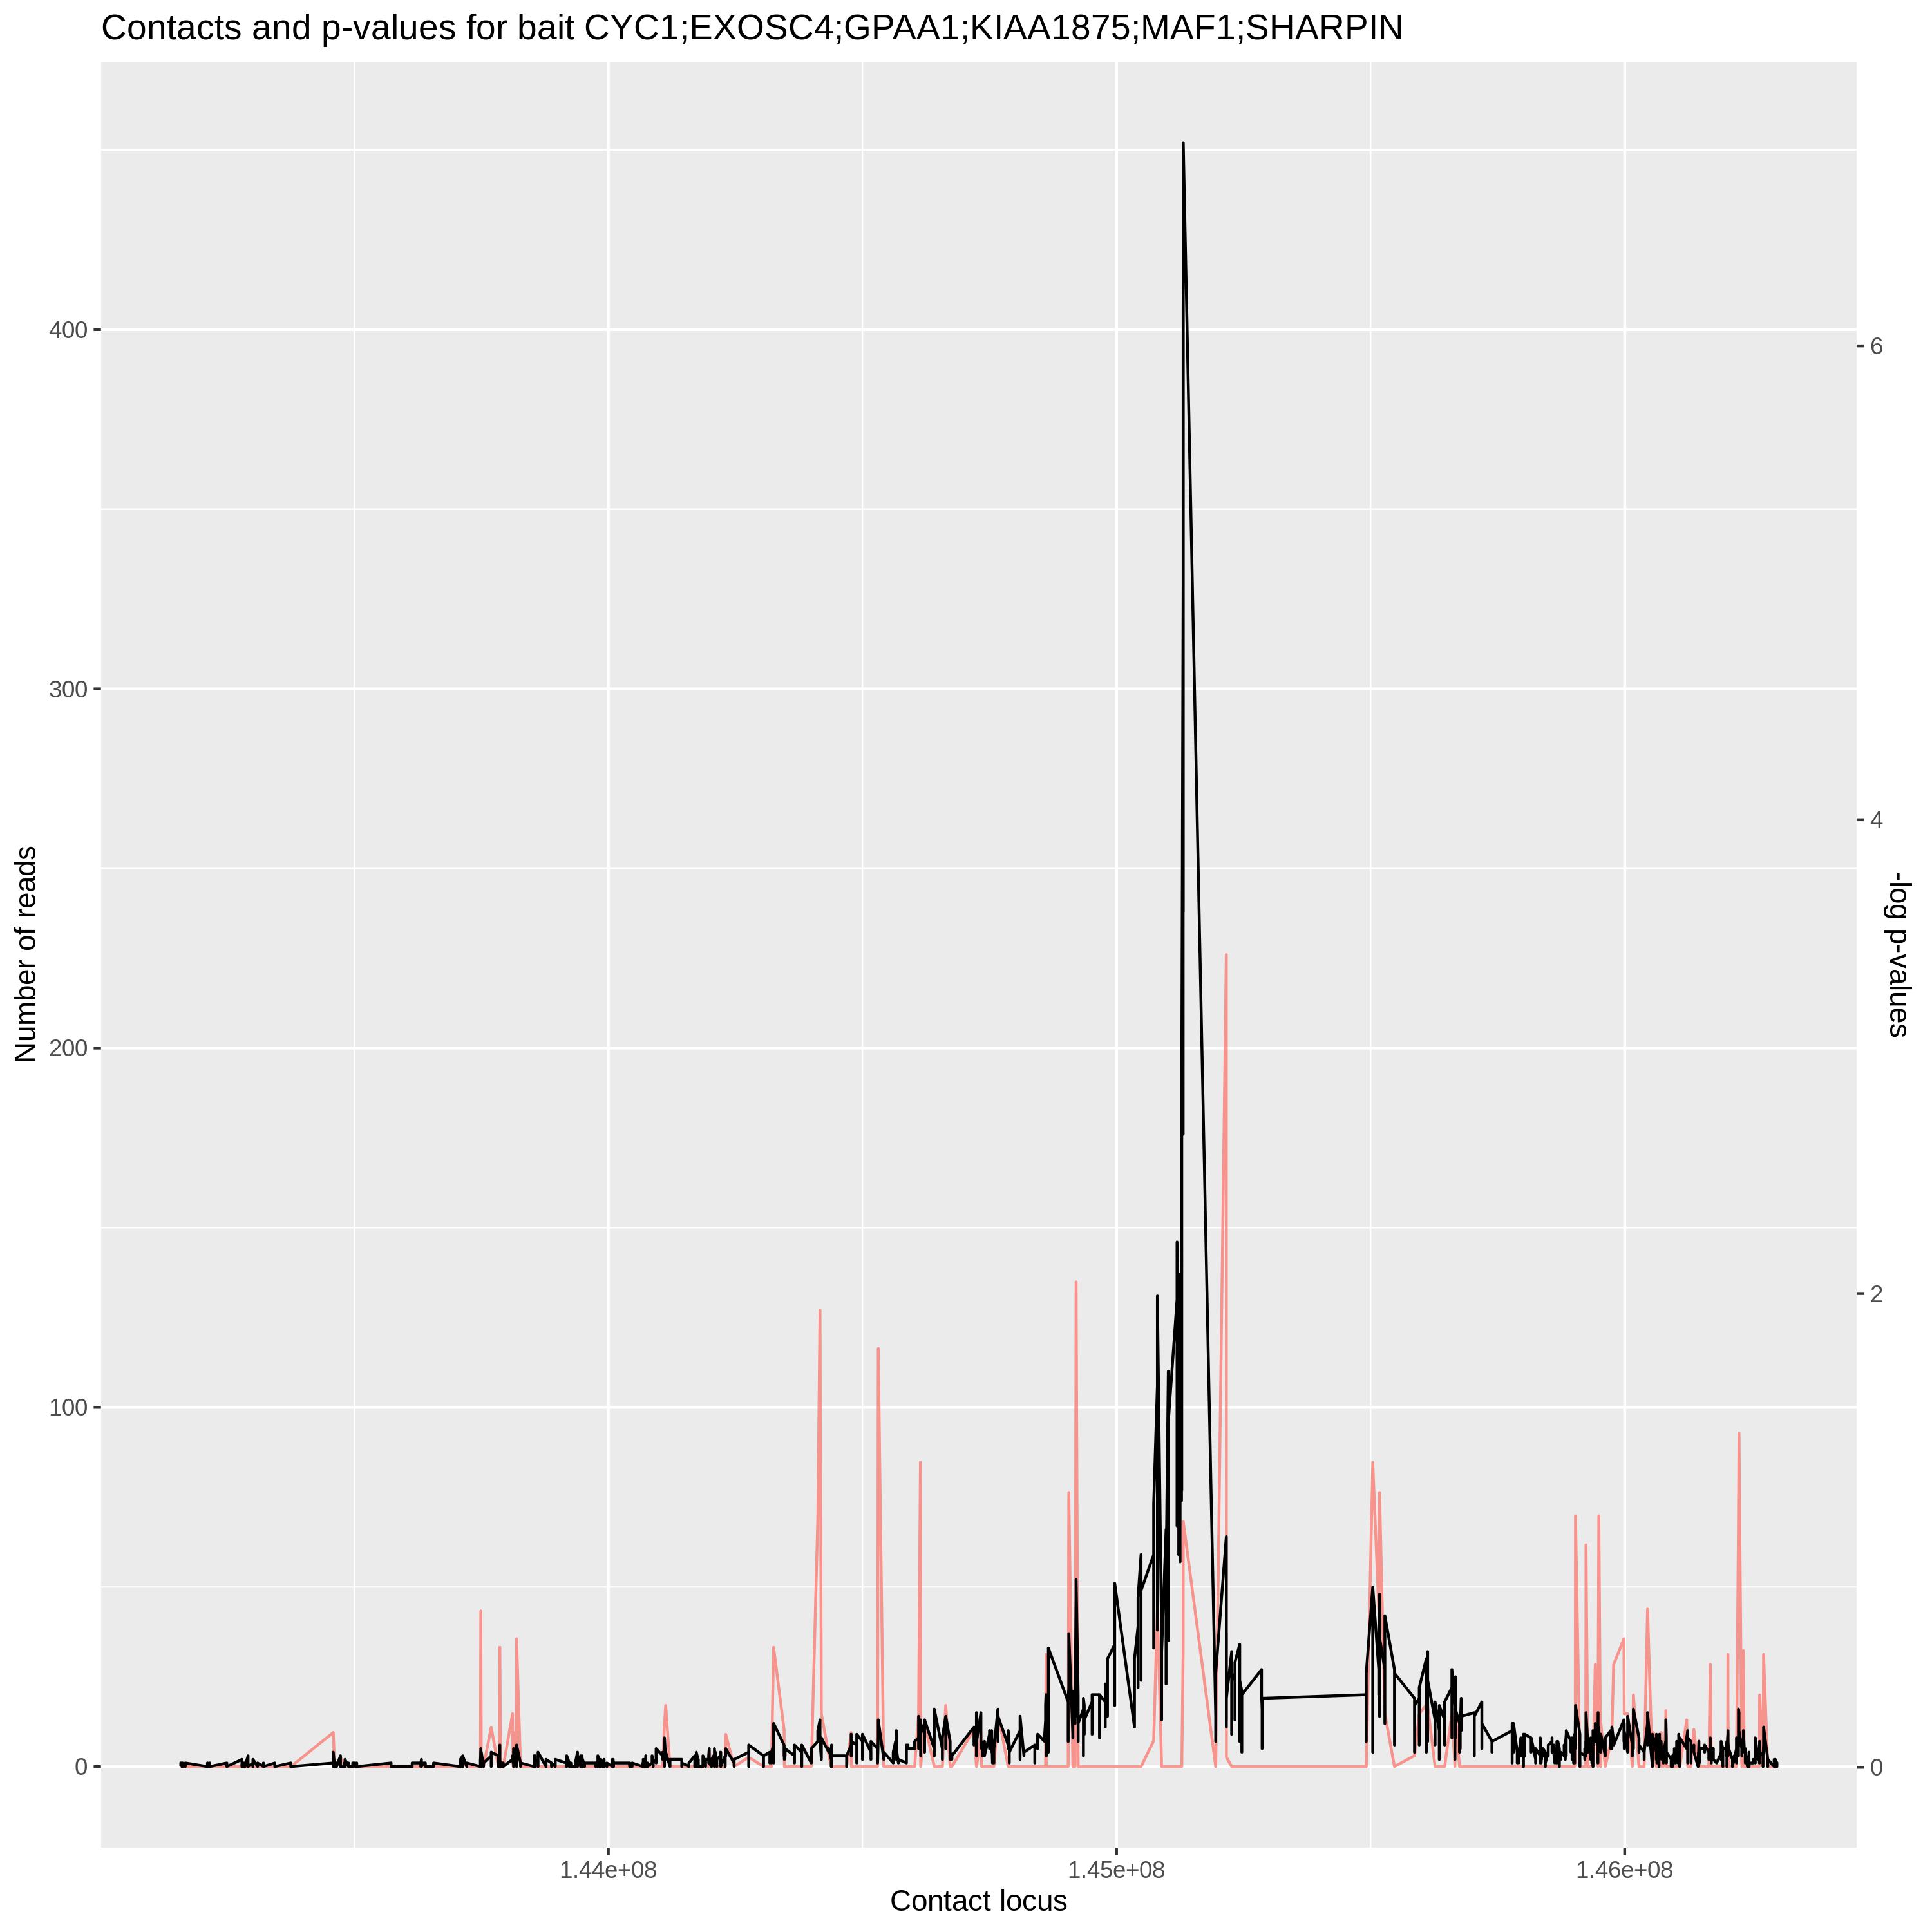 Contacts and p-values for bait CYC1;EXOSC4;GPAA1;KIAA1875;MAF1;SHARPIN
400
300
200
100
0
Number of reads
6
4
2
0
-log p-values
1.44e+08
1.45e+08
1.46e+08
Contact locus